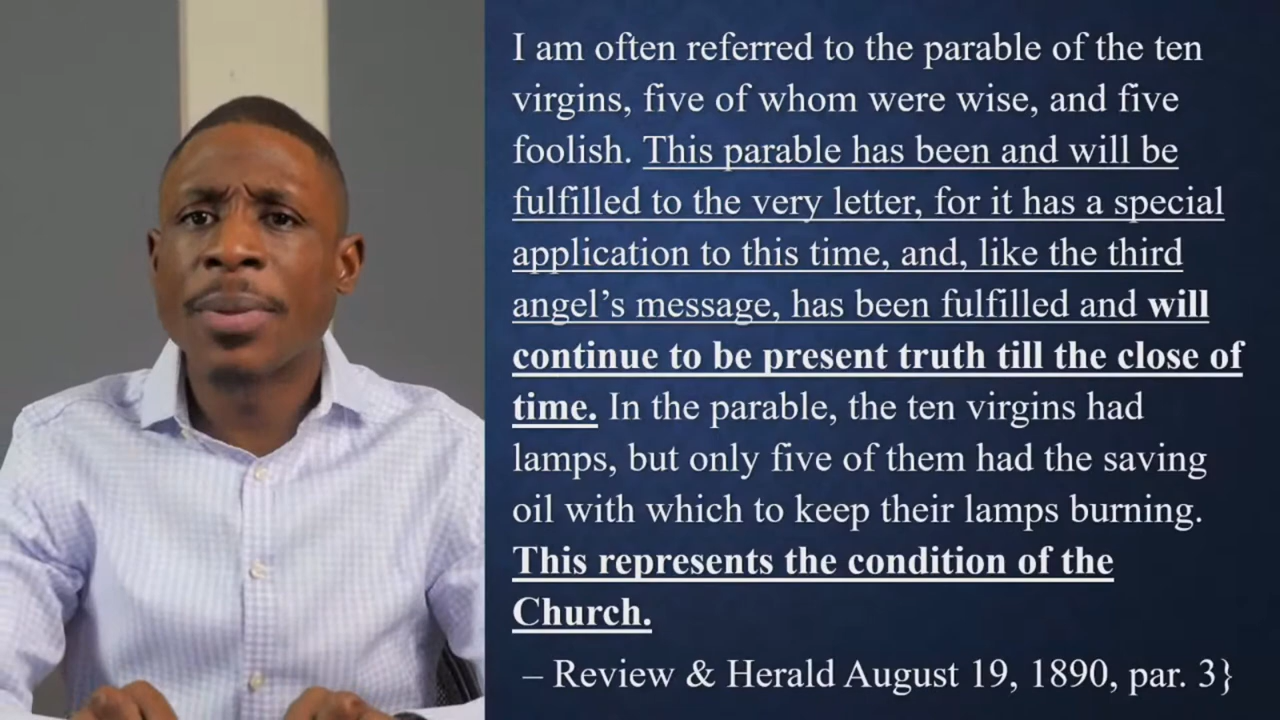 I am often referred to the parable of the ten
virgins, five of whom were wise, and five
foolish. This parable has been and will be
fulfilled to the very letter, for it has a special
application to this time, and, like the third
angel’s message, has been fulfilled and will
continue to be present truth till the close of
time. In the parable, the ten virgins had
lamps, but only five of them had the saving
oil with which to keep their lamps burning.
This represents the condition of the
Church.
– Review & Herald August 19, 1890, par. 3}